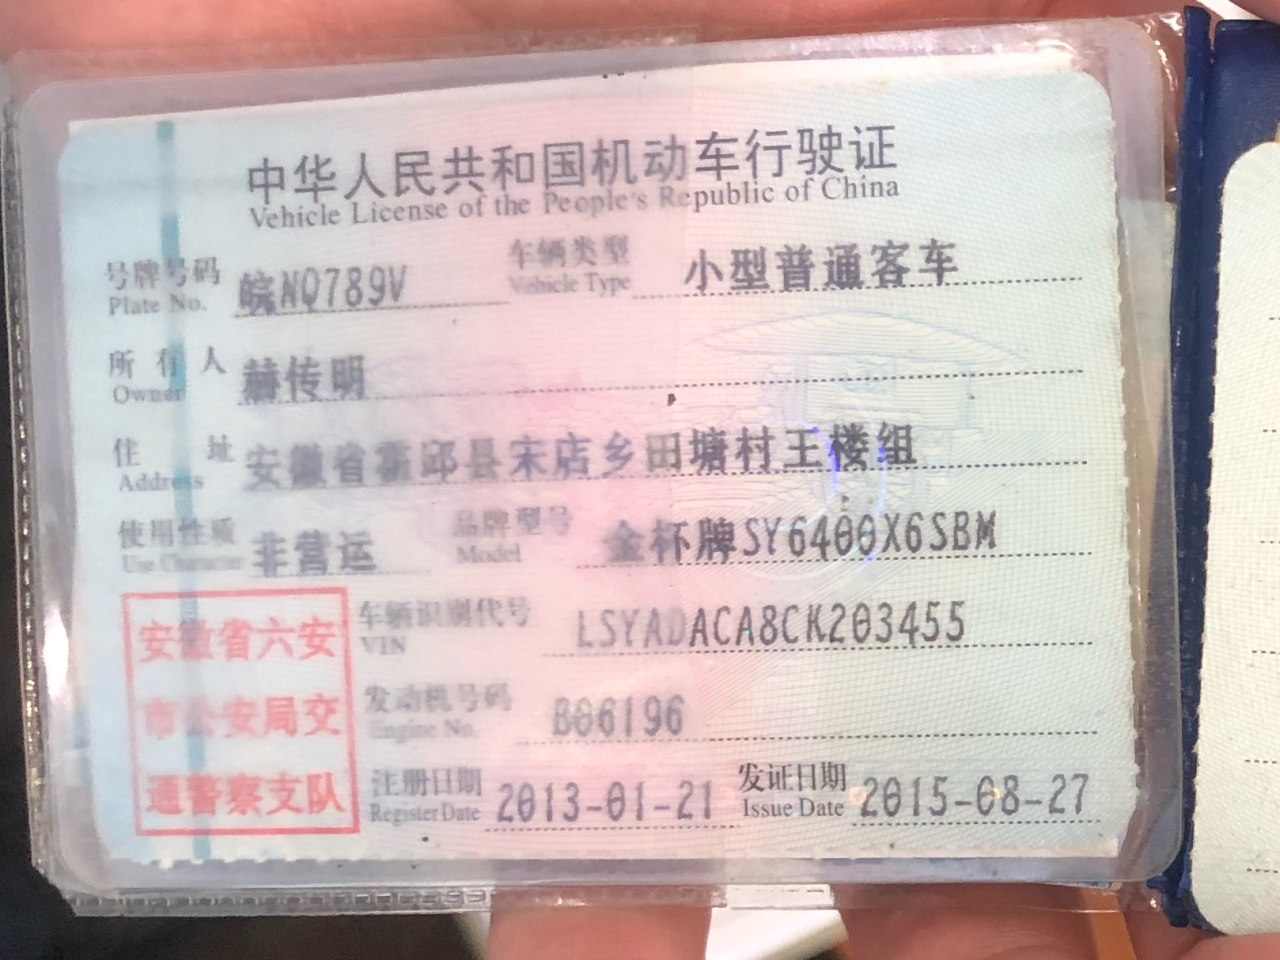 中华人民共和国机动车行驶证
Vehicle License of the People's Republic of China
号牌号码 皖NQ789V 车辆类型 小型普通客车
Plate No. Vehicle Type
所有人 赫传明
Owner
住址 安徽省霍邱县宋店乡田塘村王楼组
Address
使用性质 非营运 品牌型号 金杯牌SY6400X6SBM
Use Character Model
车辆识别代号 LSYADACA8CK203455
VIN
发动机号码 B06196
Engine No.
注册日期 2013-01-21 发证日期 2015-08-27
Register Date Issue Date
安徽省六安
市公安局交
通警察支队